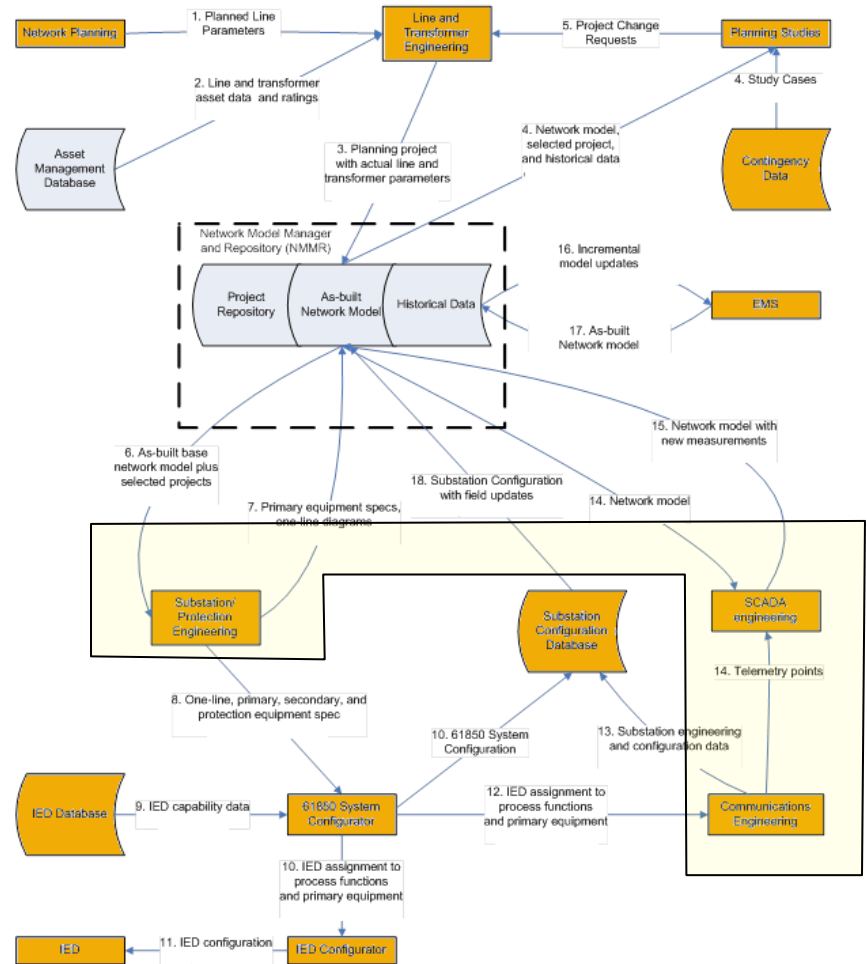 Network Planning
1. Planned Line
Parameters
Line and
Transformer
Engineering
5. Project Change
Requests
Planning Studies
2. Line and transformer
asset data and ratings
4. Study Cases
Asset
Management
Database
3. Planning project
with actual line and
transformer parameters
4. Network model,
selected project,
and historical data
Contingency
Data
Network Model Manager
and Repository (NMMR)
Project
Repository
As-built
Network Model
Historical Data
16. Incremental
model updates
EMS
17. As-built
Network model
6. As-built base
network model plus
selected projects
7. Primary equipment specs,
one-line diagrams
18. Substation Configuration
with field updates
14. Network model
15. Network model with
new measurements
Substation/
Protection
Engineering
Substation
Configuration
Database
SCADA
engineering
14. Telemetry points
8. One-line, primary, secondary, and
protection equipment spec
10. 61850 System
Configuration
13. Substation engineering
and configuration data
IED Database
9. IED capability data
61850 System
Configurator
12. IED assignment to
process functions
and primary equipment
Communications
Engineering
10. IED assignment to
process functions
and primary equipment
IED
11. IED configuration
IED Configurator